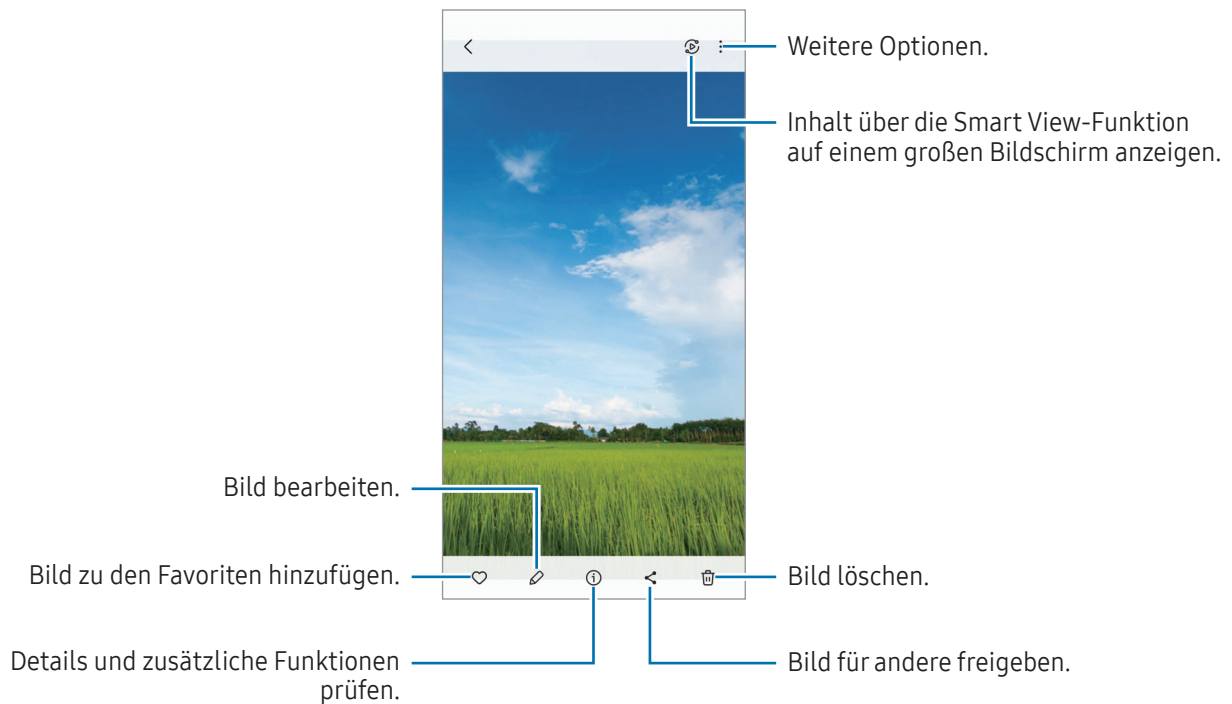 Weitere Optionen.
Inhalt über die Smart View-Funktion
auf einem großen Bildschirm anzeigen.
Bild bearbeiten.
Bild zu den Favoriten hinzufügen.
Bild löschen.
Details und zusätzliche Funktionen
prüfen.
Bild für andere freigeben.